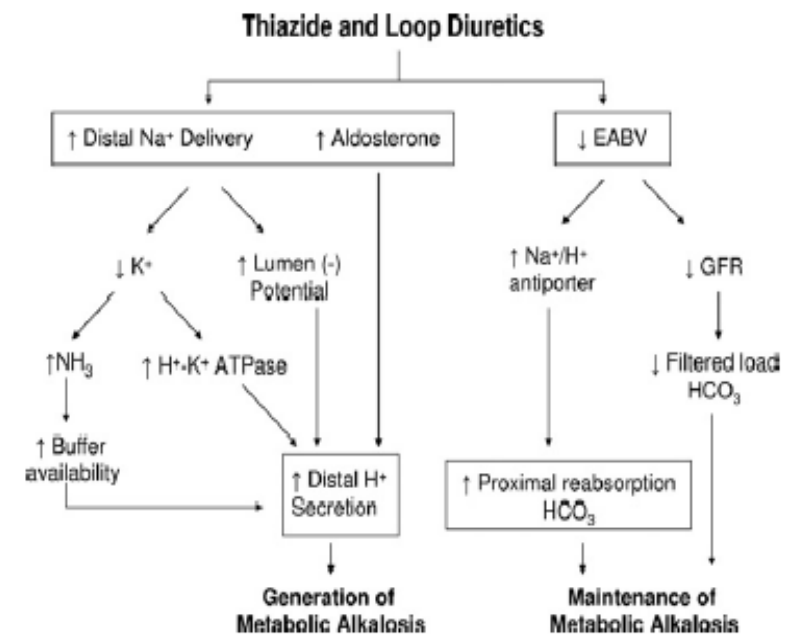 Thiazide and Loop Diuretics
↑ Distal Na⁺ Delivery ↑ Aldosterone
↓ EABV
↓ K⁺
↑ Lumen (-)
Potential
↑ Na⁺/H⁺
antiporter
↓ GFR
↑NH₃
↑ H⁺-K⁺ ATPase
↓ Filtered load
HCO₃
↑ Buffer
availability
↑ Distal H⁺
Secretion
↑ Proximal reabsorption
HCO₃
Generation of
Metabolic Alkalosis
Maintenance of
Metabolic Alkalosis